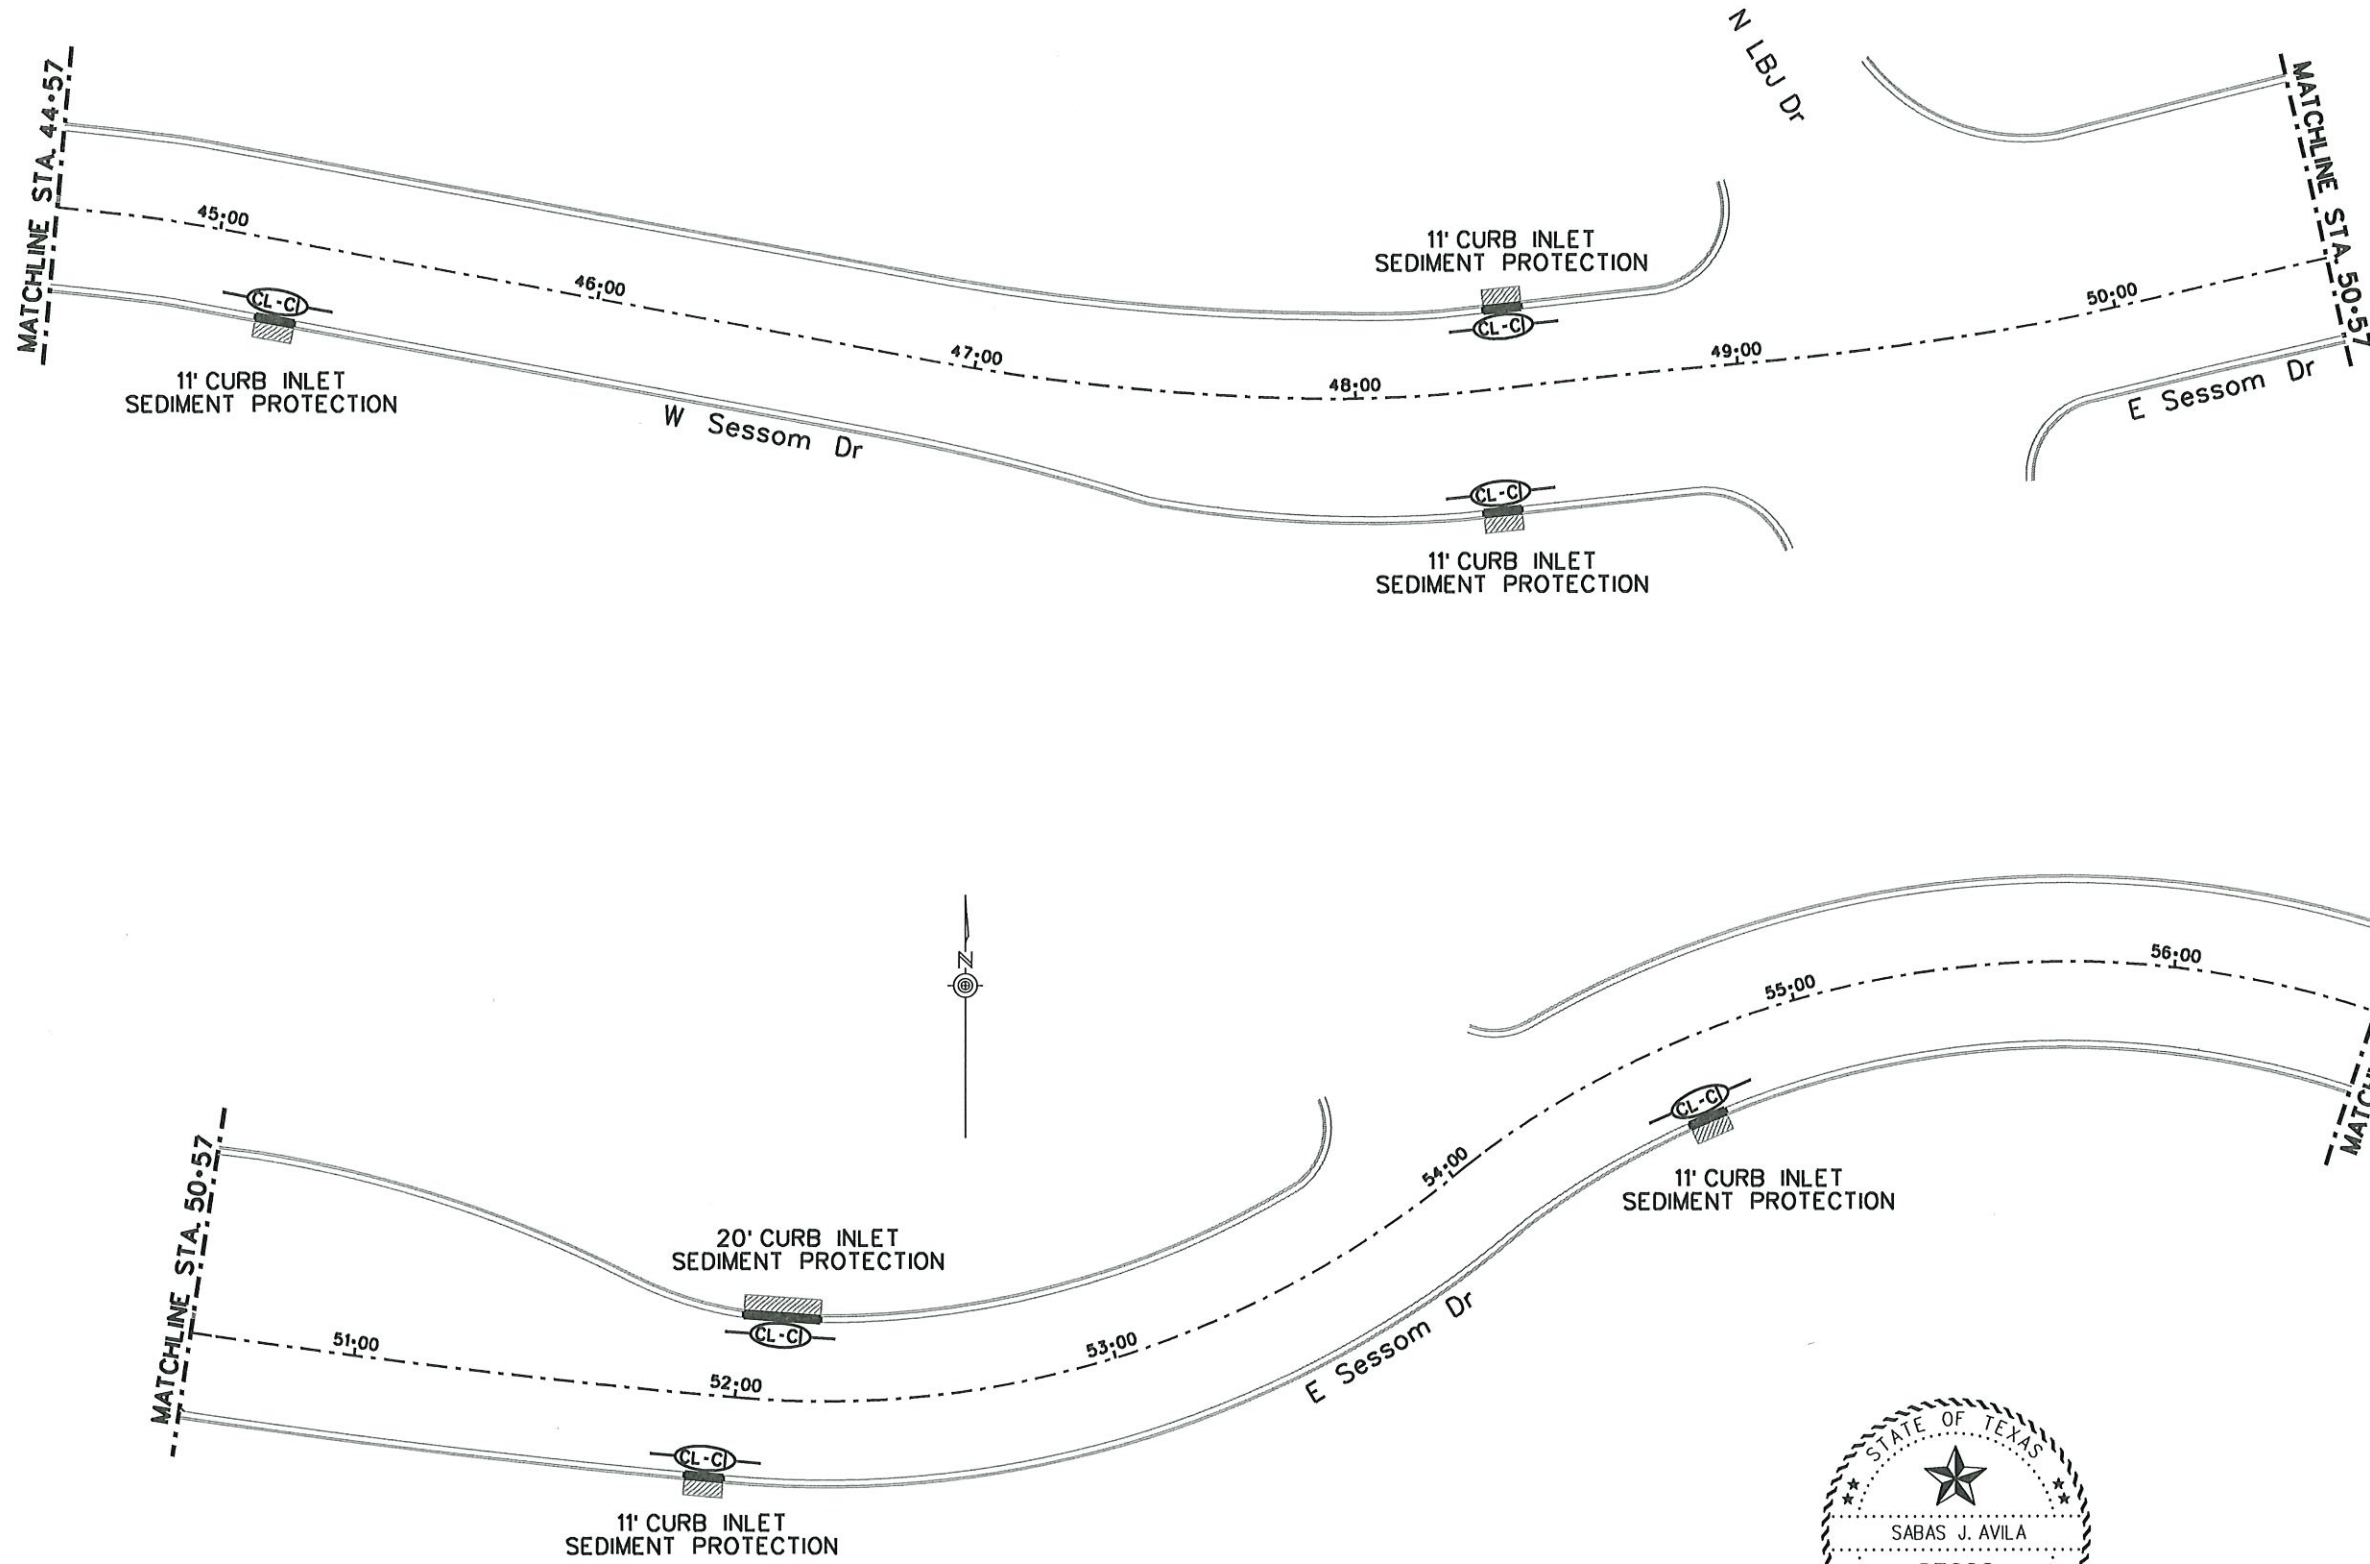 N LBJ Dr
MATCHLINE STA. 44+57
MATCHLINE STA. 50+57
45+00
46+00
47+00
48+00
49+00
50+00
CL-CI
11' CURB INLET
SEDIMENT PROTECTION
W Sessom Dr
11' CURB INLET
SEDIMENT PROTECTION
CL-CI
CL-CI
11' CURB INLET
SEDIMENT PROTECTION
E Sessom Dr
N
MATCHLINE STA. 50+57
51+00
52+00
53+00
54+00
55+00
56+00
20' CURB INLET
SEDIMENT PROTECTION
CL-CI
CL-CI
11' CURB INLET
SEDIMENT PROTECTION
E Sessom Dr
CL-CI
11' CURB INLET
SEDIMENT PROTECTION
STATE OF TEXAS
SABAS J. AVILA